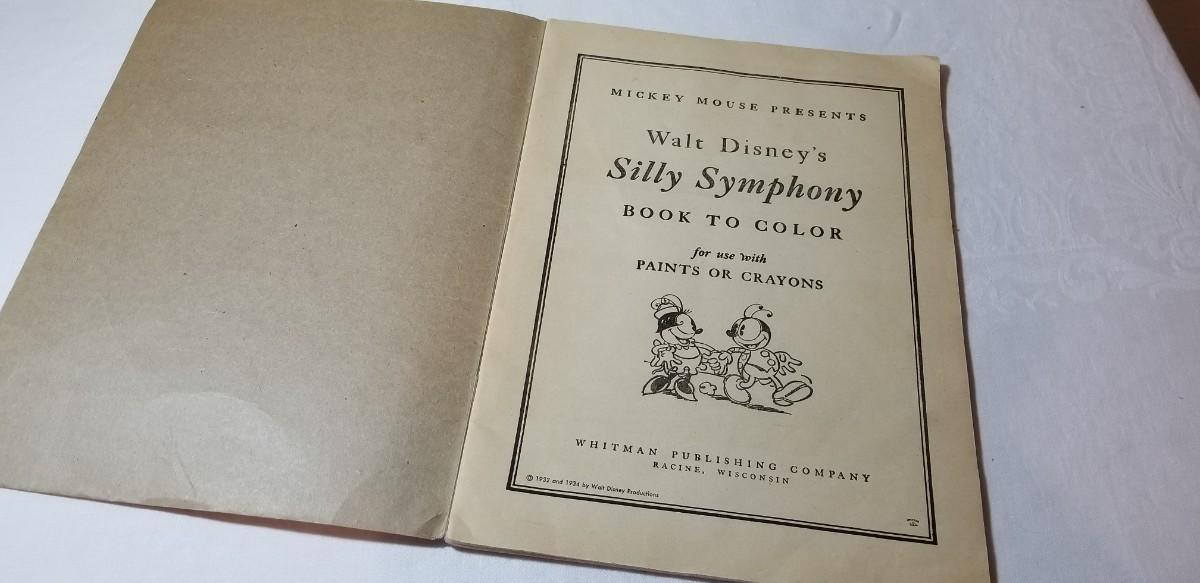 MICKEY MOUSE PRESENTS
Walt Disney's
Silly Symphony
BOOK TO COLOR
for use with
PAINTS OR CRAYONS
WHITMAN PUBLISHING COMPANY
RACINE, WISCONSIN
© 1932 and 1934 by Walt Disney Productions